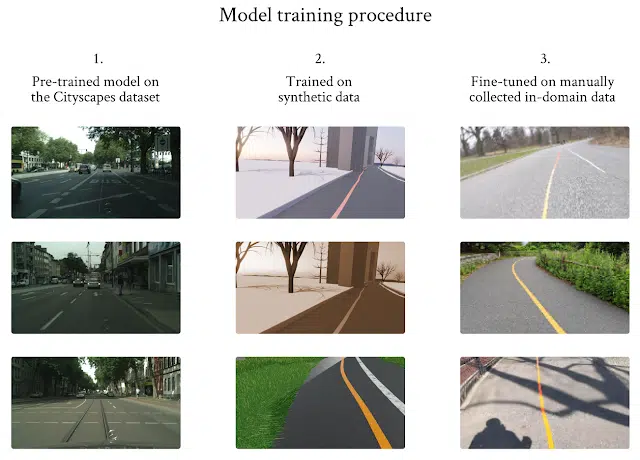 Model training procedure
1.
Pre-trained model on
the Cityscapes dataset
2.
Trained on
synthetic data
3.
Fine-tuned on manually
collected in-domain data